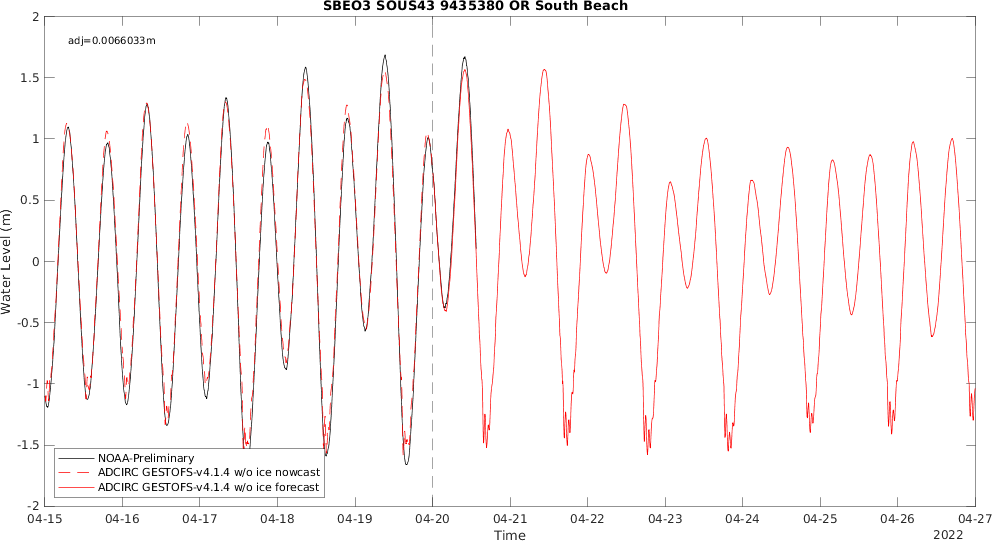 SBEO3 SOUS43 9435380 OR South Beach
adj=0.0066033m
Water Level (m)
2
1.5
1
0.5
0
-0.5
-1
-1.5
-2
NOAA-Preliminary
ADCIRC GESTOFS-v4.1.4 w/o ice nowcast
ADCIRC GESTOFS-v4.1.4 w/o ice forecast
04-15 04-16 04-17 04-18 04-19 04-20 04-21 04-22 04-23 04-24 04-25 04-26 04-27
Time
2022